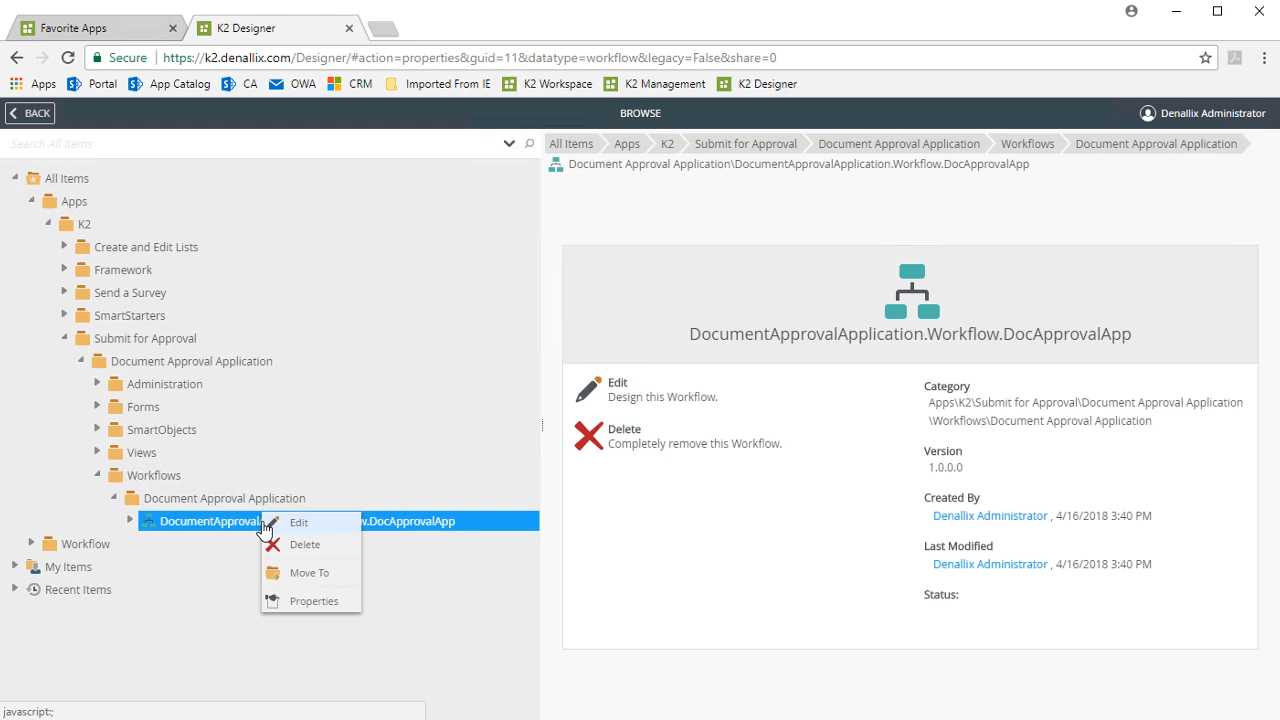 Favorite Apps
K2 Designer
Secure
https://k2.denallix.com/Designer/#action=properties&guid=11&datatype=workflow&legacy=False&share=0
Apps
Portal
App Catalog
CA
OWA
CRM
Imported From IE
K2 Workspace
K2 Management
K2 Designer
BACK
BROWSE
Denallix Administrator
Search All Items
All Items
Apps
K2
Create and Edit Lists
Framework
Send a Survey
SmartStarters
Submit for Approval
Document Approval Application
Administration
Forms
SmartObjects
Views
Workflows
Document Approval Application
DocumentApproval w.DocApprovalApp
Workflow
My Items
Recent Items
Edit
Delete
Move To
Properties
All Items
Apps
K2
Submit for Approval
Document Approval Application
Workflows
Document Approval Application
Document Approval Application\DocumentApprovalApplication.Workflow.DocApprovalApp
DocumentApprovalApplication.Workflow.DocApprovalApp
Edit
Design this Workflow.
Delete
Completely remove this Workflow.
Category
Apps\K2\Submit for Approval\Document Approval Application
\Workflows\Document Approval Application
Version
1.0.0.0
Created By
Denallix Administrator , 4/16/2018 3:40 PM
Last Modified
Denallix Administrator , 4/16/2018 3:40 PM
Status:
javascript:;